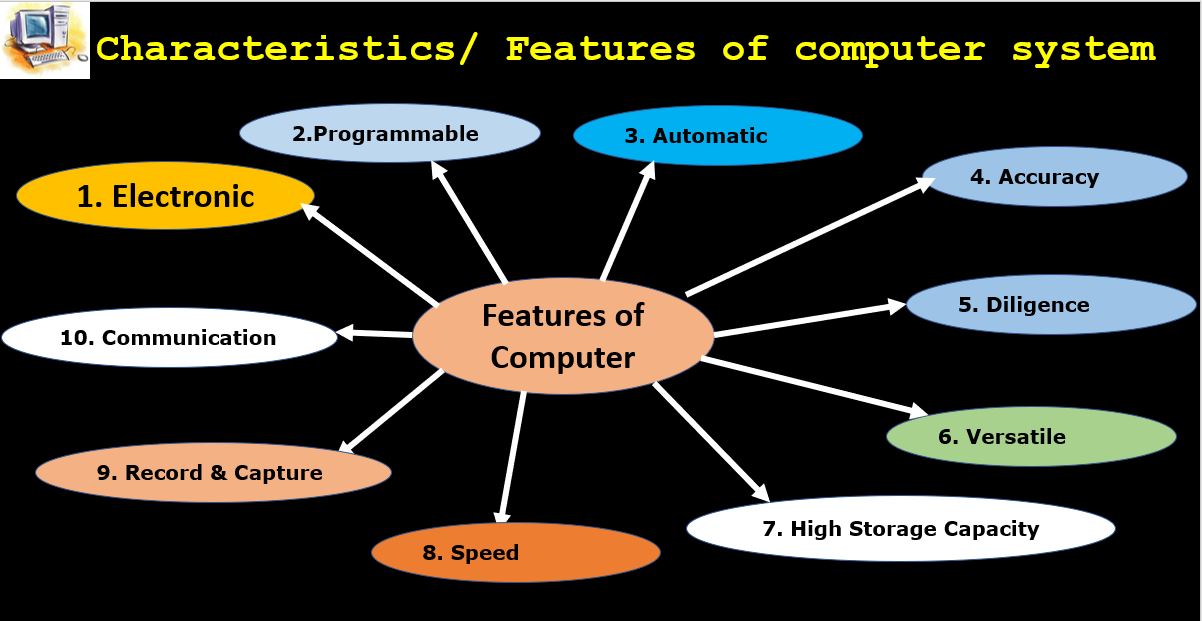 Characteristics/ Features of computer system
1. Electronic
2.Programmable
3. Automatic
4. Accuracy
5. Diligence
6. Versatile
7. High Storage Capacity
8. Speed
9. Record & Capture
10. Communication
Features of
Computer